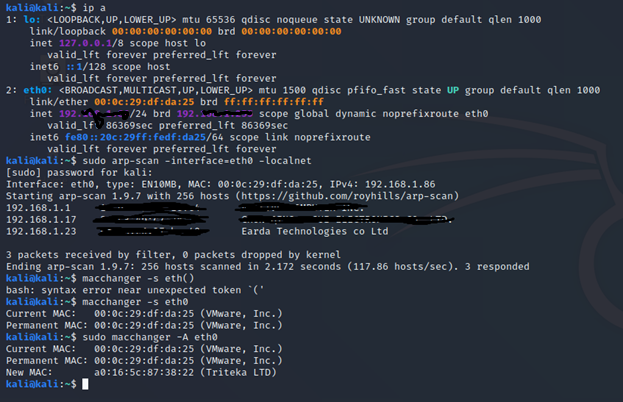 kali@kali:~$ ip a
1: lo: <LOOPBACK,UP,LOWER_UP> mtu 65536 qdisc noqueue state UNKNOWN group default qlen 1000
link/loopback 00:00:00:00:00:00 brd 00:00:00:00:00:00
inet 127.0.0.1/8 scope host lo
valid_lft forever preferred_lft forever
inet6 ::1/128 scope host
valid_lft forever preferred_lft forever
2: eth0: <BROADCAST,MULTICAST,UP,LOWER_UP> mtu 1500 qdisc pfifo_fast state UP group default qlen 1000
link/ether 00:0c:29:df:da:25 brd ff:ff:ff:ff:ff:ff
inet 192. /24 brd 192. scope global dynamic noprefixroute eth0
valid_lft 86369sec preferred_lft 86369sec
inet6 fe80::20c:29ff:fedf:da25/64 scope link noprefixroute
valid_lft forever preferred_lft forever
kali@kali:~$ sudo arp-scan -interface=eth0 -localnet
[sudo] password for kali:
Interface: eth0, type: EN10MB, MAC: 00:0c:29:df:da:25, IPv4: 192.168.1.86
Starting arp-scan 1.9.7 with 256 hosts (https://github.com/royhills/arp-scan)
192.168.1.1
192.168.1.17
192.168.1.23 Earda Technologies co Ltd
3 packets received by filter, 0 packets dropped by kernel
Ending arp-scan 1.9.7: 256 hosts scanned in 2.172 seconds (117.86 hosts/sec). 3 responded
kali@kali:~$ macchanger -s eth()
bash: syntax error near unexpected token `('
kali@kali:~$ macchanger -s eth0
Current MAC: 00:0c:29:df:da:25 (VMware, Inc.)
Permanent MAC: 00:0c:29:df:da:25 (VMware, Inc.)
kali@kali:~$ sudo macchanger -A eth0
Current MAC: 00:0c:29:df:da:25 (VMware, Inc.)
Permanent MAC: 00:0c:29:df:da:25 (VMware, Inc.)
New MAC: a0:16:5c:87:38:22 (Triteka LTD)
kali@kali:~$